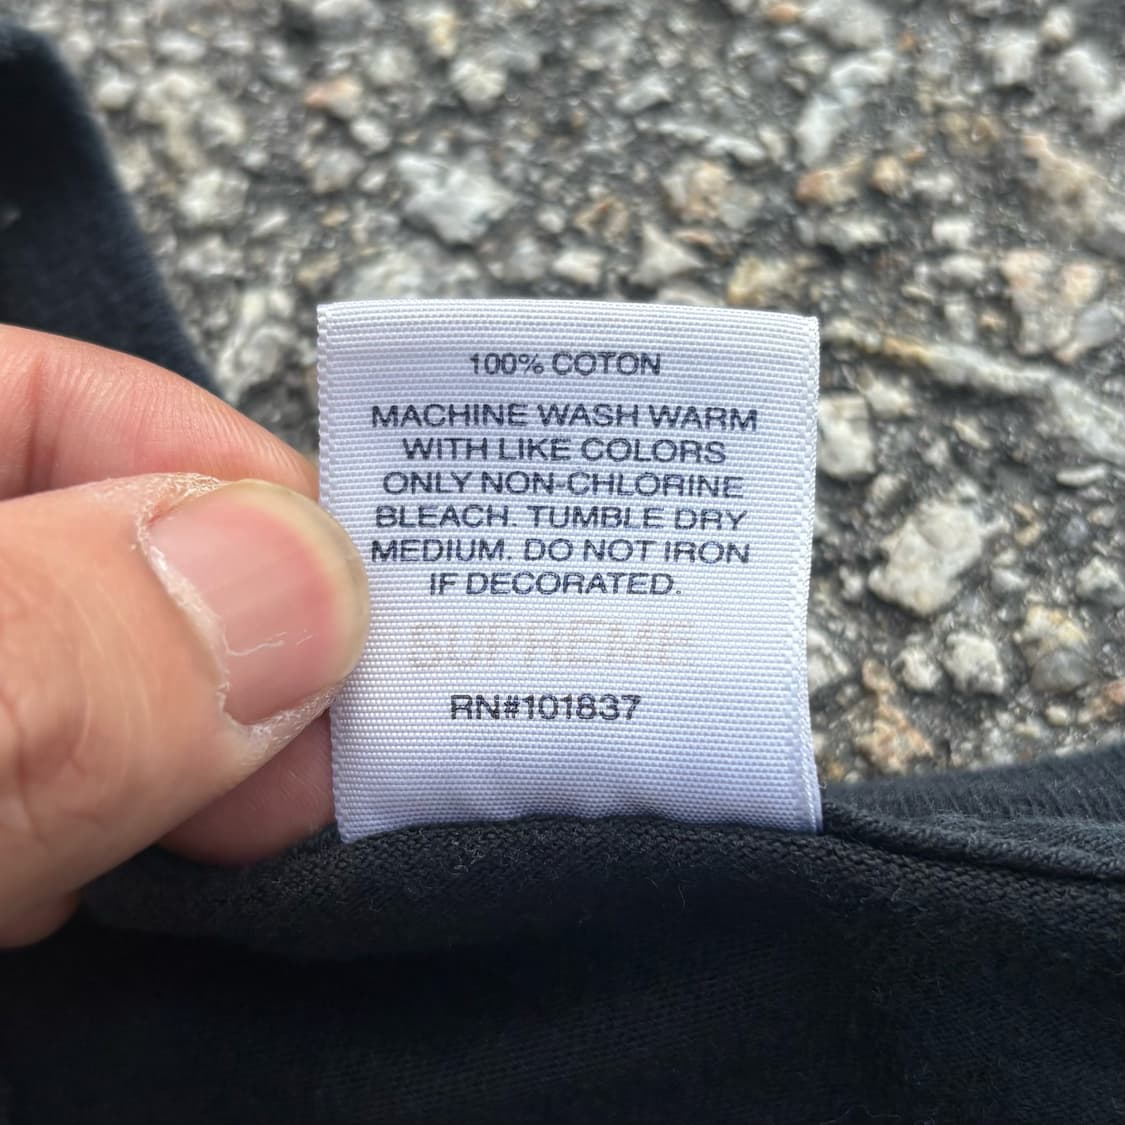 100% COTON
MACHINE WASH WARM
WITH LIKE COLORS
ONLY NON-CHLORINE
BLEACH. TUMBLE DRY
MEDIUM. DO NOT IRON
IF DECORATED.
SUPREME
RN#101837